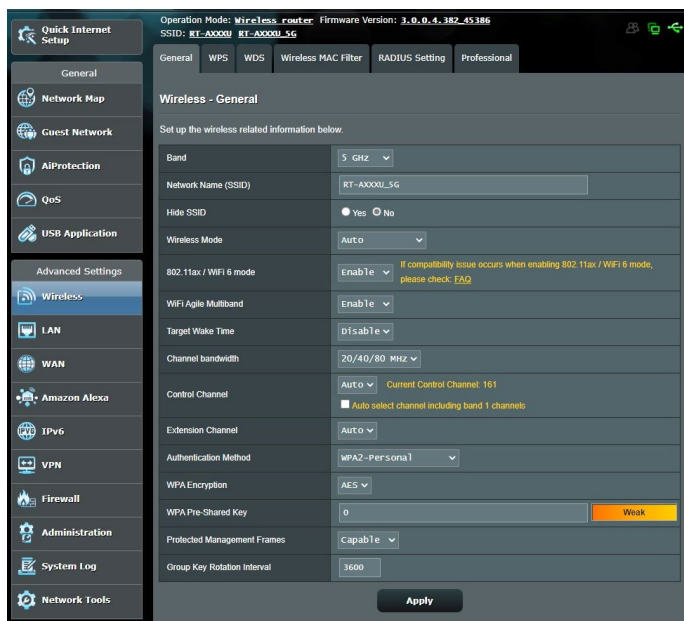 Quick Internet
Setup
Operation Mode: Wireless router Firmware Version: 3.0.0.4.382_45386
SSID: RT-AXXXU RT-AXXXU_5G
General WPS WDS Wireless MAC Filter RADIUS Setting Professional
General
Network Map
Guest Network
AiProtection
QoS
USB Application
Advanced Settings
Wireless
LAN
WAN
Amazon Alexa
IPv6
VPN
Firewall
Administration
System Log
Network Tools
Wireless - General
Set up the wireless related information below.
Band 5 GHz
Network Name (SSID) RT-AXXXU_5G
Hide SSID Yes No
Wireless Mode Auto
802.11ax / WiFi 6 mode Enable If compatibility issue occurs when enabling 802.11ax / WiFi 6 mode,
please check: FAQ
WiFi Agile Multiband Enable
Target Wake Time Disable
Channel bandwidth 20/40/80 MHz
Control Channel Auto Current Control Channel: 161
Auto select channel including band 1 channels
Extension Channel Auto
Authentication Method WPA2-Personal
WPA Encryption AES
WPA Pre-Shared Key 0 Weak
Protected Management Frames Capable
Group Key Rotation Interval 3600
Apply